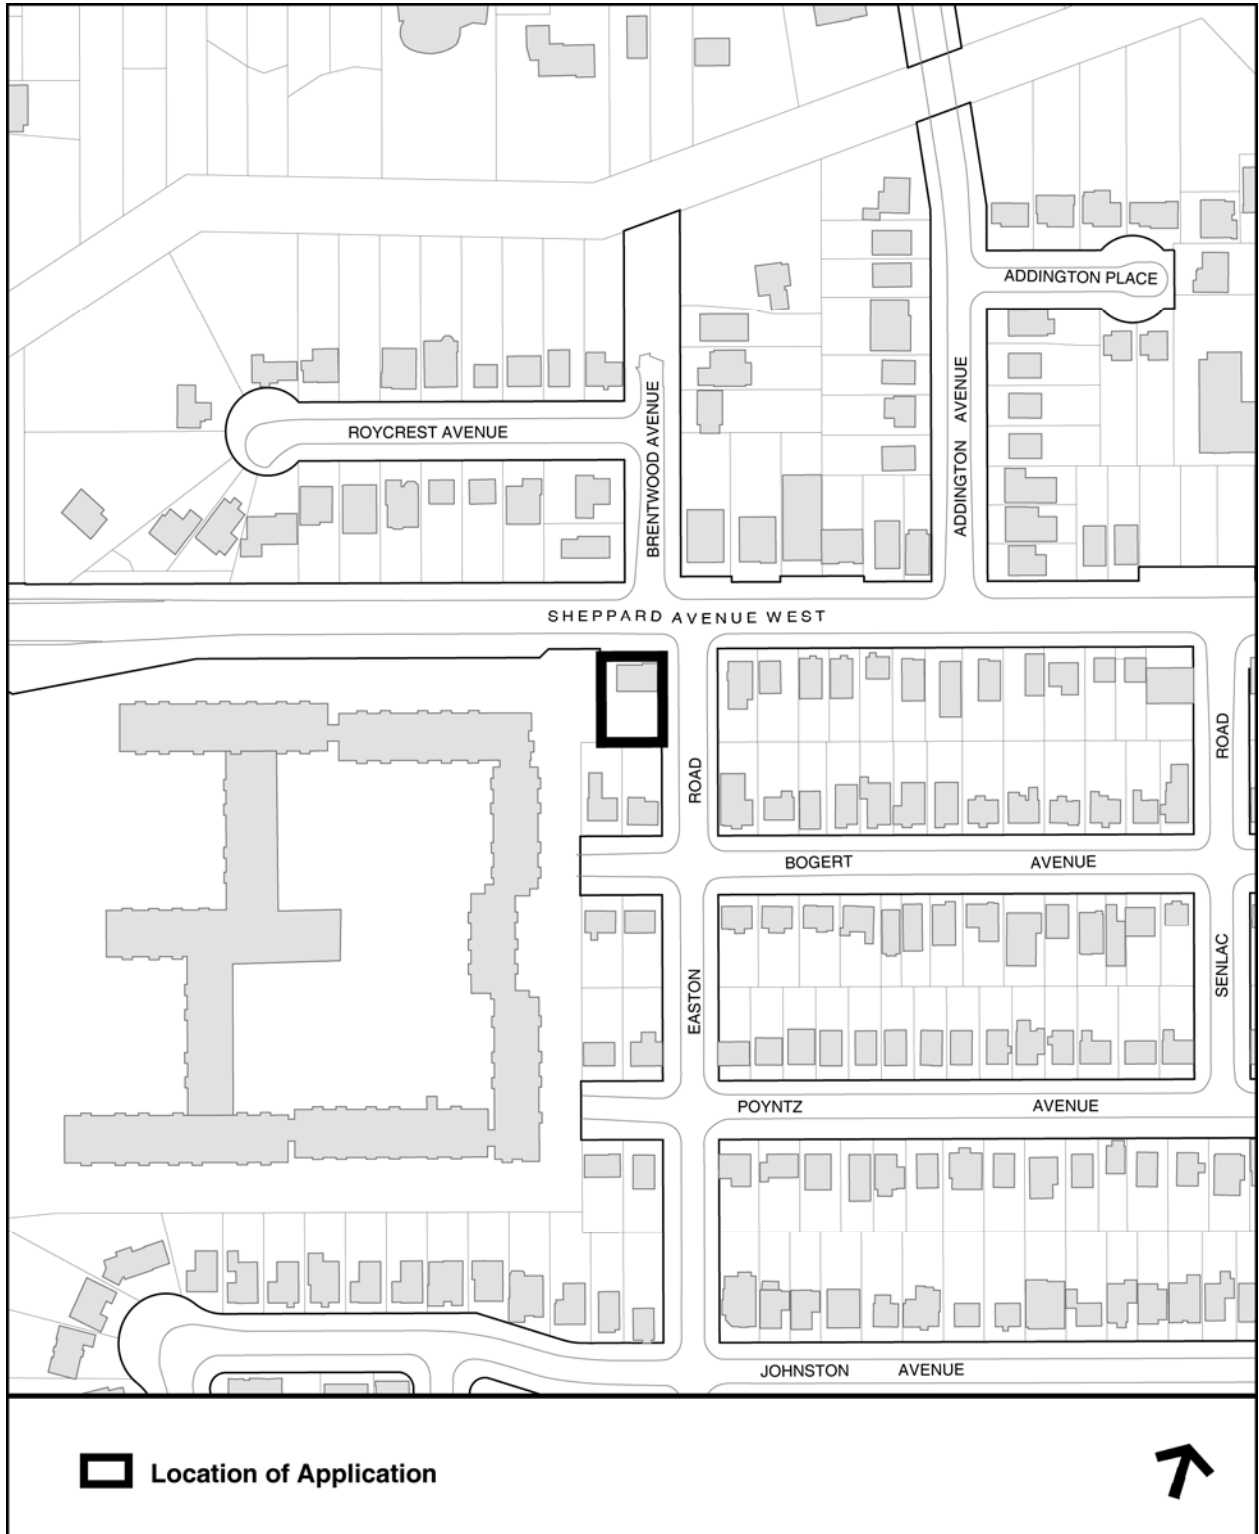 ADDINGTON PLACE
ROYCREST AVENUE
BRENTWOOD AVENUE
ADDINGTON AVENUE
SHEPPARD AVENUE WEST
ROAD
ROAD
BOGERT AVENUE
EASTON
SENLAC
POYNTZ AVENUE
JOHNSTON AVENUE
Location of Application